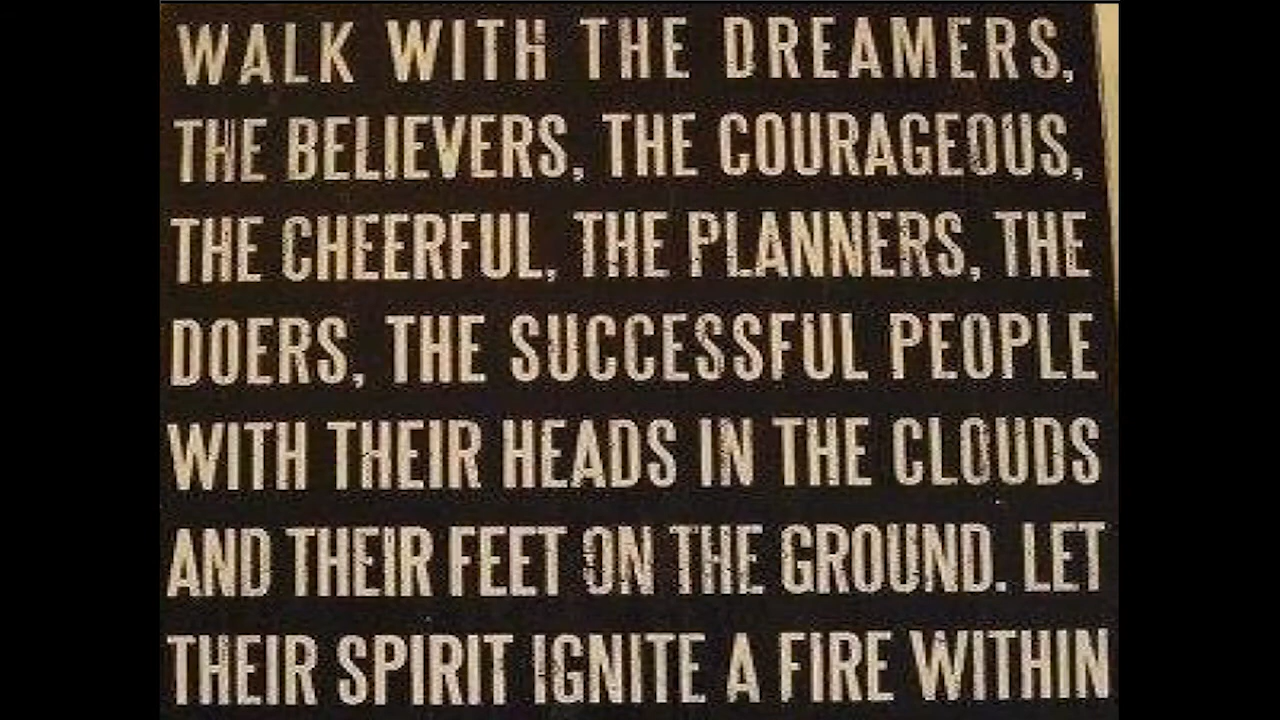 WALK WITH THE DREAMERS,
THE BELIEVERS, THE COURAGEOUS,
THE CHEERFUL, THE PLANNERS, THE
DOERS, THE SUCCESSFUL PEOPLE
WITH THEIR HEADS IN THE CLOUDS
AND THEIR FEET ON THE GROUND. LET
THEIR SPIRIT IGNITE A FIRE WITHIN